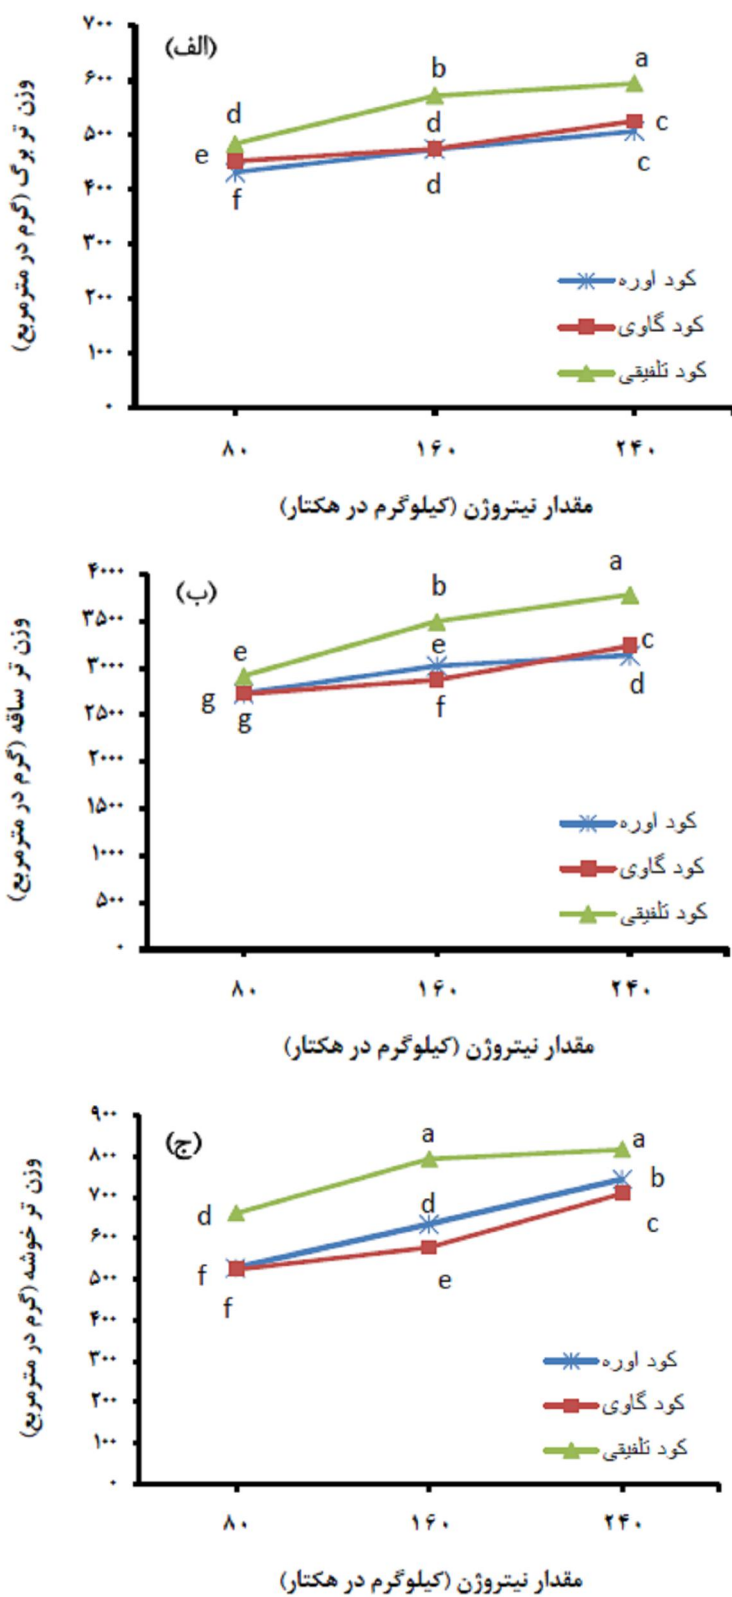 (الف)
وزن تر برگ (گرم در مترمربع)
۷۰۰
۶۰۰
۵۰۰
۴۰۰
۳۰۰
۲۰۰
۱۰۰
۰
d
b
a
e
d
c
f
d
c
کود اوره
کود گاوی
کود تلفیقی
۸۰ ۱۶۰ ۲۴۰
مقدار نیتروژن (کیلوگرم در هکتار)
(ب)
وزن تر ساقه (گرم در مترمربع)
۴۰۰۰
۳۵۰۰
۳۰۰۰
۲۵۰۰
۲۰۰۰
۱۵۰۰
۱۰۰۰
۵۰۰
۰
e
b
a
g
e
c
g
f
d
کود اوره
کود گاوی
کود تلفیقی
۸۰ ۱۶۰ ۲۴۰
مقدار نیتروژن (کیلوگرم در هکتار)
(ج)
وزن تر خوشه (گرم در مترمربع)
۹۰۰
۸۰۰
۷۰۰
۶۰۰
۵۰۰
۴۰۰
۳۰۰
۲۰۰
۱۰۰
۰
d
a
a
f
d
b
f
e
c
کود اوره
کود گاوی
کود تلفیقی
۸۰ ۱۶۰ ۲۴۰
مقدار نیتروژن (کیلوگرم در هکتار)